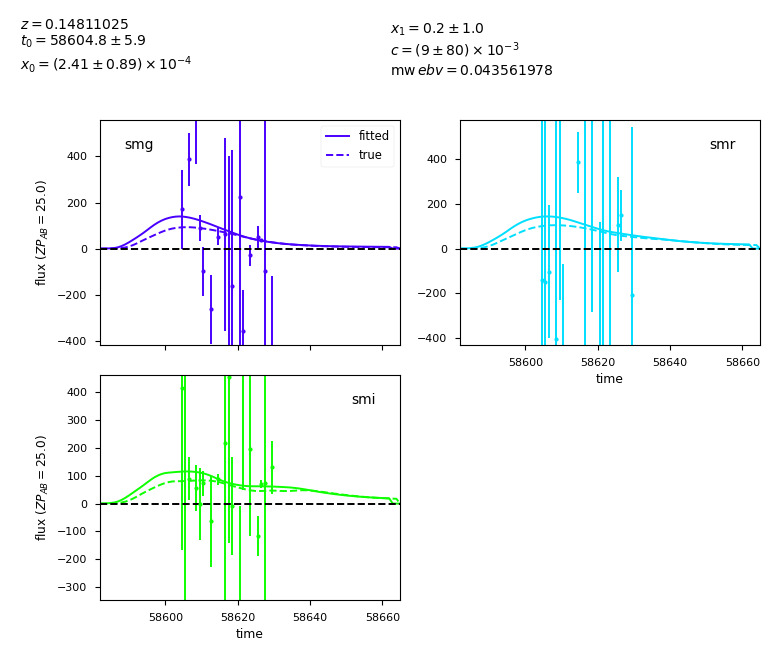 z = 0.14811025
t₀ = 58604.8 ± 5.9
x₀ = (2.41 ± 0.89) × 10⁻⁴
x₁ = 0.2 ± 1.0
c = (9 ± 80) × 10⁻³
mw ebv = 0.043561978
smg
fitted
true
400
200
0
−200
−400
flux (ZP_AB = 25.0)
smr
400
200
0
−200
−400
58600 58620 58640 58660
time
smi
400
300
200
100
0
−100
−200
−300
flux (ZP_AB = 25.0)
58600 58620 58640 58660
time